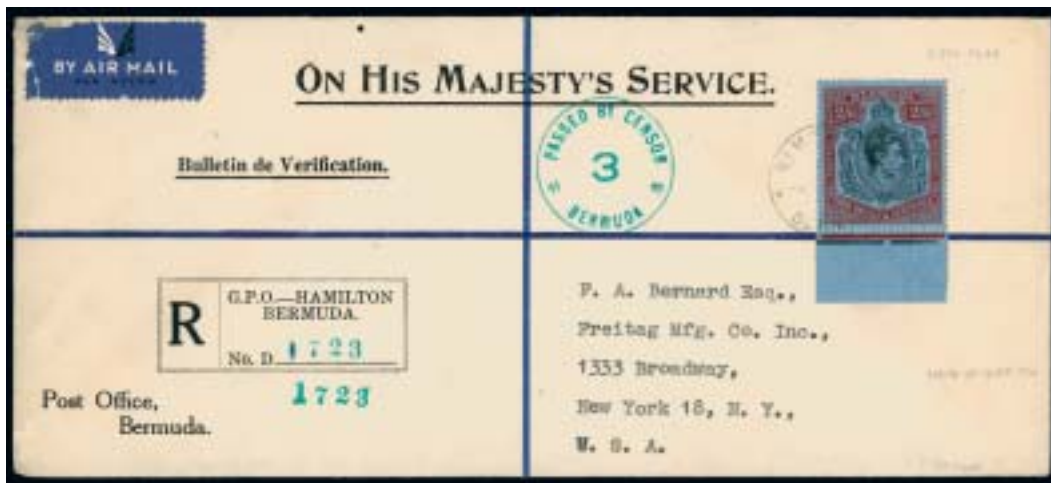 BY AIR MAIL
ON HIS MAJESTY'S SERVICE.
PASSED BY CENSOR
3
BERMUDA
Bulletin de Verification.
R
G.P.O.—HAMILTON
BERMUDA.
No. D 1723
1723
Post Office,
Bermuda.
F. A. Bernard Esq.,
Freitag Mfg. Co. Inc.,
1333 Broadway,
New York 18, N. Y.,
U. S. A.